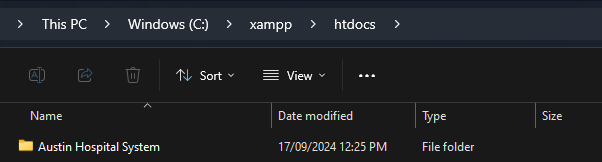 This PC > Windows (C:) > xampp > htdocs >
Sort View ...
Name Date modified Type Size
Austin Hospital System 17/09/2024 12:25 PM File folder